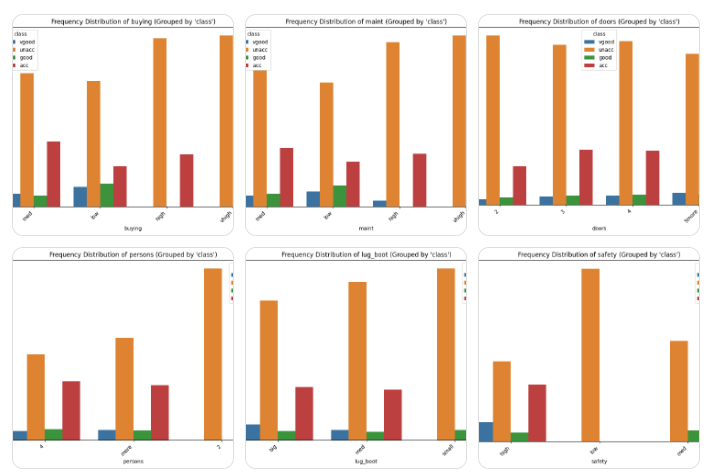 Frequency Distribution of buying (Grouped by 'class')
class
vgood
unacc
good
acc
med
low
high
vhigh
buying
Frequency Distribution of maint (Grouped by 'class')
class
vgood
unacc
good
acc
med
low
high
vhigh
maint
Frequency Distribution of doors (Grouped by 'class')
class
vgood
unacc
good
acc
2
3
4
5more
doors
Frequency Distribution of persons (Grouped by 'class')
4
more
2
persons
Frequency Distribution of lug_boot (Grouped by 'class')
big
med
small
lug_boot
Frequency Distribution of safety (Grouped by 'class')
high
low
med
safety